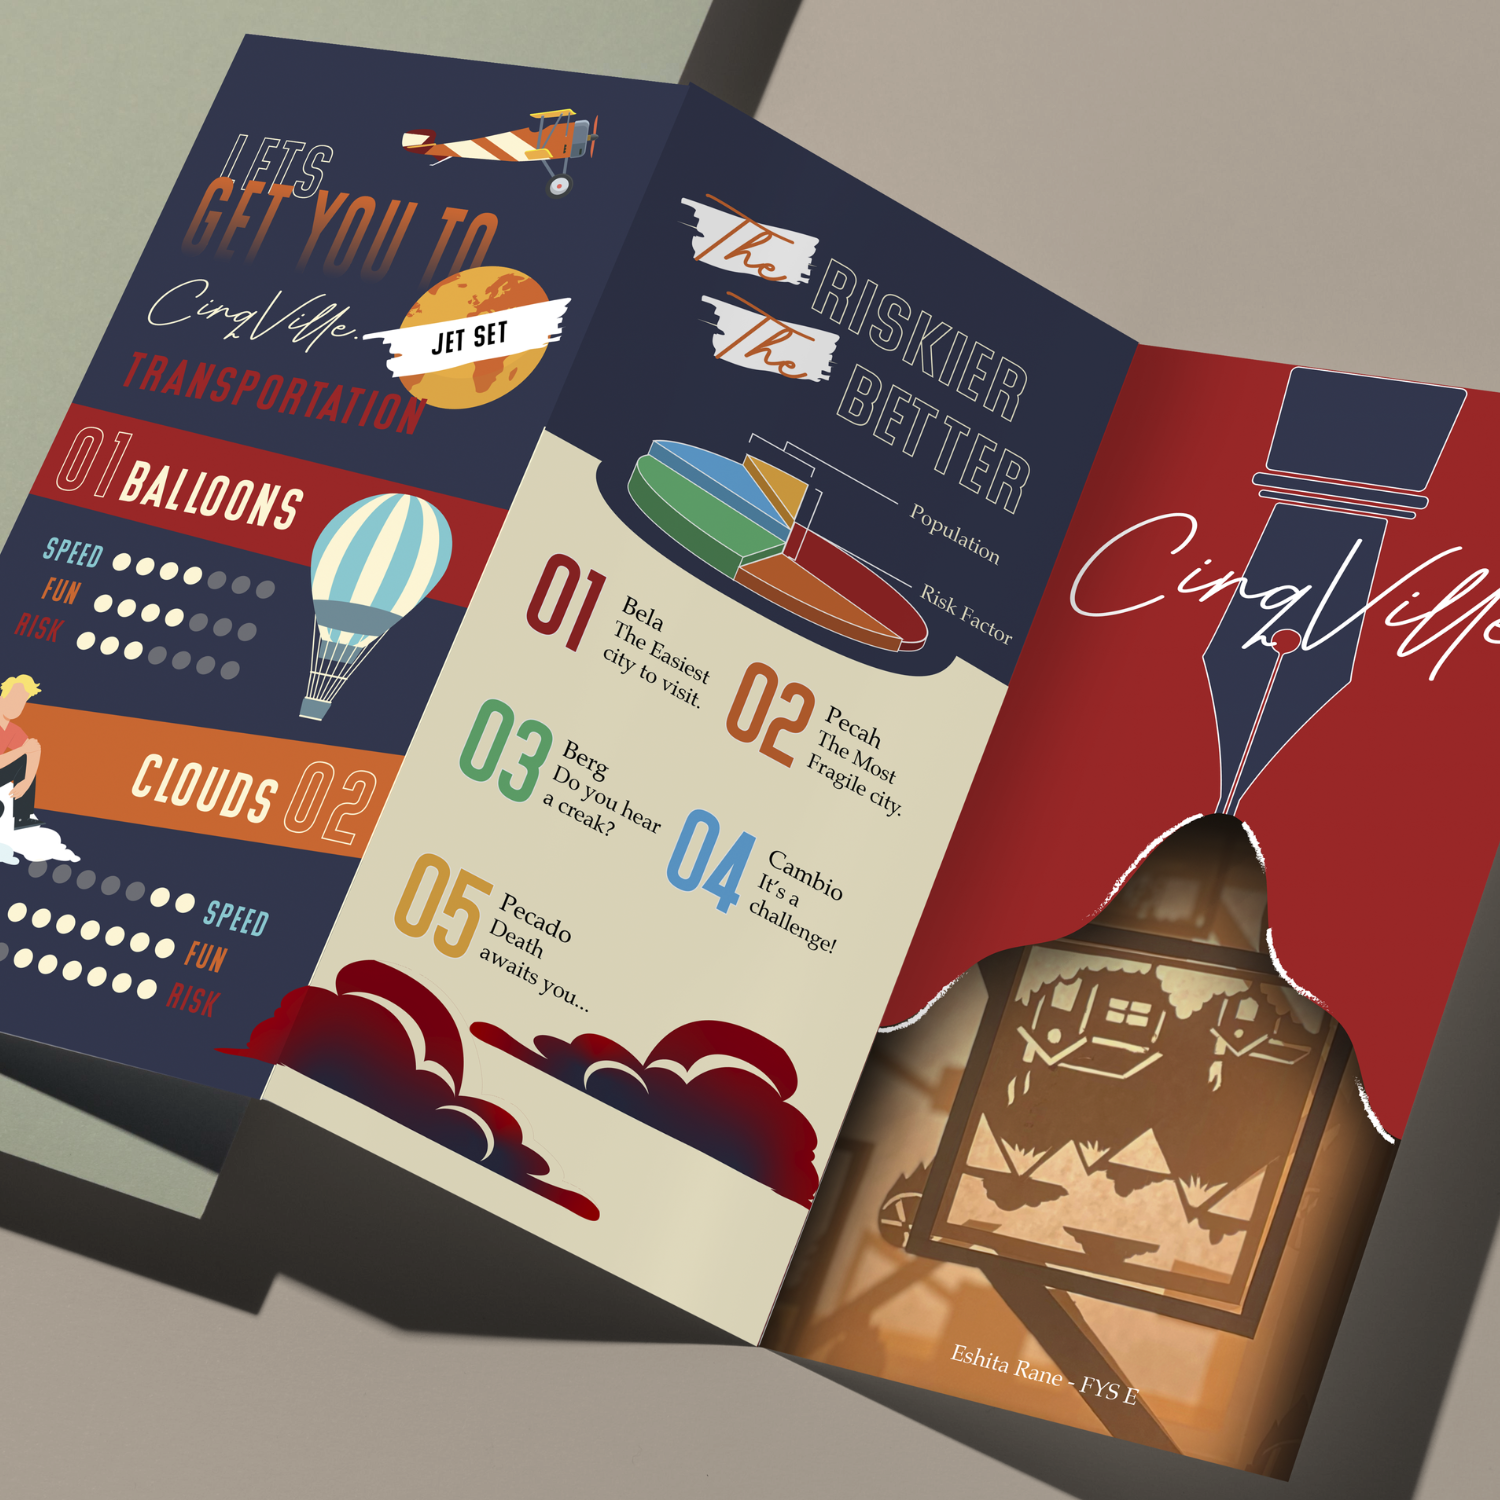 LETS
GET YOU TO
CinqVille.
JET SET
TRANSPORTATION
01 BALLOONS
SPEED
FUN
RISK
CLOUDS 02
SPEED
FUN
RISK
The RISKIER
The BETTER
Population
Risk Factor
01
Bela
The Easiest
city to visit.
02
Pecah
The Most
Fragile city.
03
Berg
Do you hear
a creak?
04
Cambio
It's a
challenge!
05
Pecado
Death
awaits you...
CinqVille
Eshita Rane - FYS E